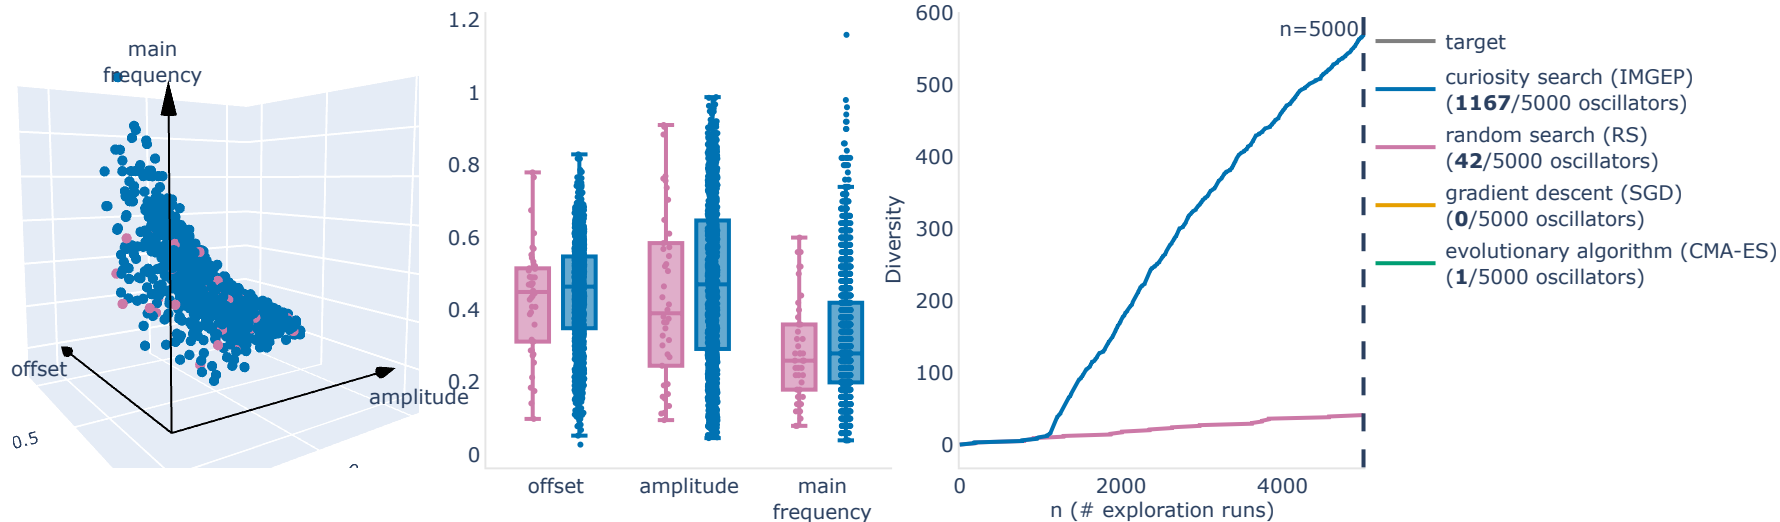 main
frequency
offset
amplitude
0.5
1.2
1
0.8
0.6
0.4
0.2
0
offset
amplitude
main
frequency
Diversity
600
500
400
300
200
100
0
n=5000
0
2000
4000
n (# exploration runs)
target
curiosity search (IMGEP)
(1167/5000 oscillators)
random search (RS)
(42/5000 oscillators)
gradient descent (SGD)
(0/5000 oscillators)
evolutionary algorithm (CMA-ES)
(1/5000 oscillators)